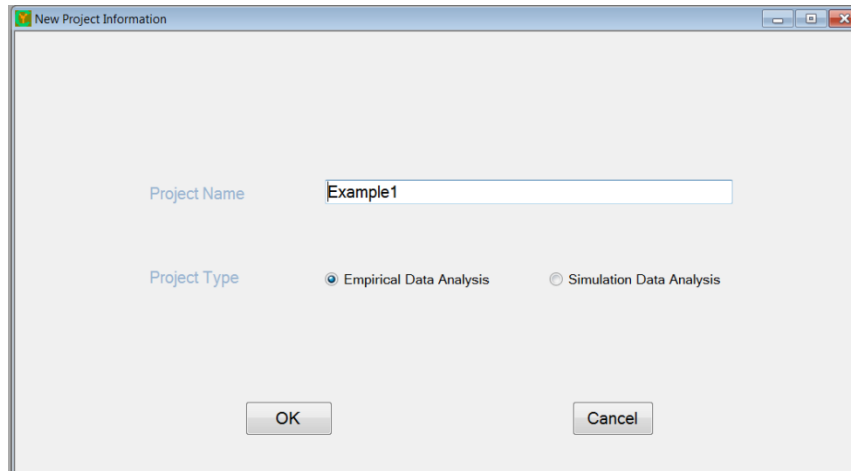 New Project Information
Project Name Example1
Project Type Empirical Data Analysis Simulation Data Analysis
OK Cancel